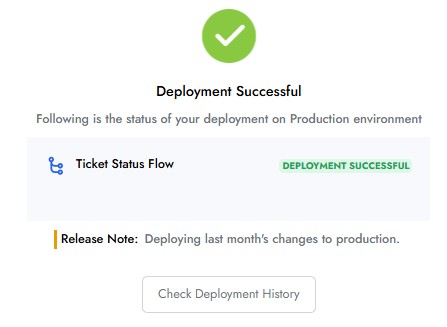 Deployment Successful
Following is the status of your deployment on Production environment
Ticket Status Flow DEPLOYMENT SUCCESSFUL
Release Note: Deploying last month's changes to production.
Check Deployment History